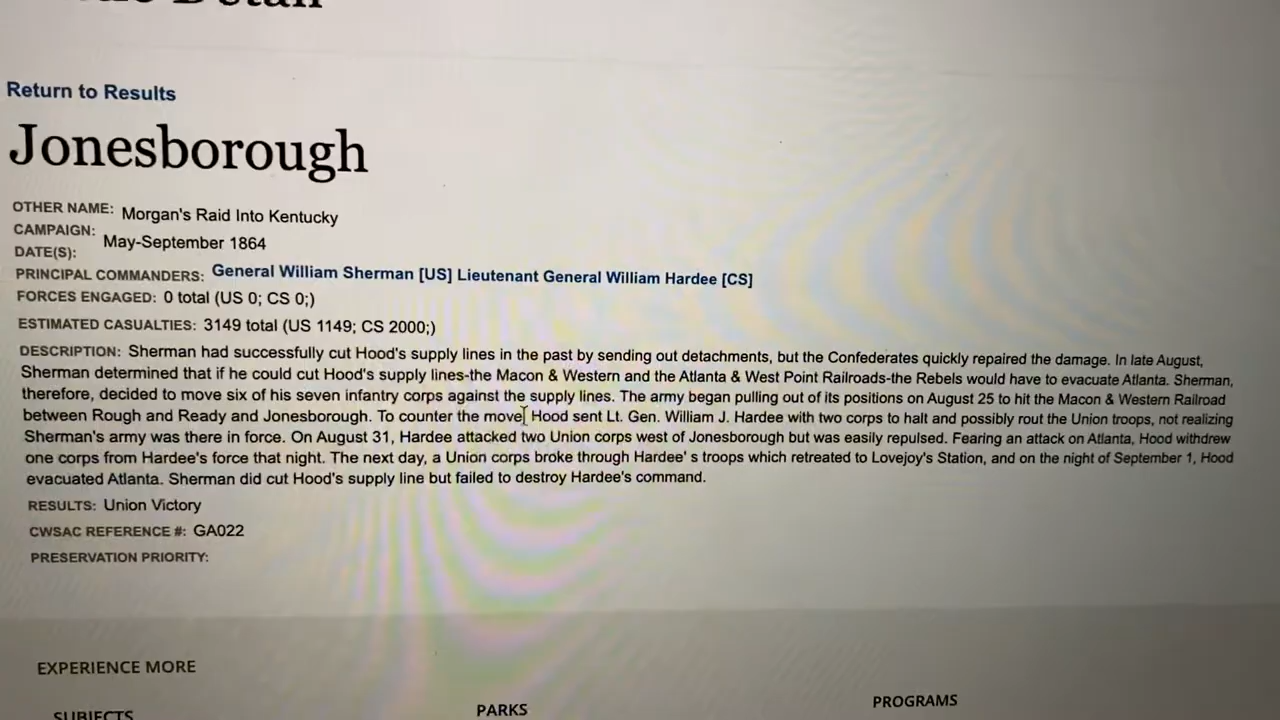 Detail
Return to Results
Jonesborough
OTHER NAME: Morgan's Raid Into Kentucky
CAMPAIGN:
May-September 1864
DATE(S):
PRINCIPAL COMMANDERS: General William Sherman [US] Lieutenant General William Hardee [CS]
FORCES ENGAGED: 0 total (US 0; CS 0;)
ESTIMATED CASUALTIES: 3149 total (US 1149; CS 2000;)
DESCRIPTION: Sherman had successfully cut Hood's supply lines in the past by sending out detachments, but the Confederates quickly repaired the damage. In late August,
Sherman determined that if he could cut Hood's supply lines-the Macon & Western and the Atlanta & West Point Railroads-the Rebels would have to evacuate Atlanta. Sherman,
therefore, decided to move six of his seven infantry corps against the supply lines. The army began pulling out of its positions on August 25 to hit the Macon & Western Railroad
between Rough and Ready and Jonesborough. To counter the move, Hood sent Lt. Gen. William J. Hardee with two corps to halt and possibly rout the Union troops, not realizing
Sherman's army was there in force. On August 31, Hardee attacked two Union corps west of Jonesborough but was easily repulsed. Fearing an attack on Atlanta, Hood withdrew
one corps from Hardee's force that night. The next day, a Union corps broke through Hardee' s troops which retreated to Lovejoy's Station, and on the night of September 1, Hood
evacuated Atlanta. Sherman did cut Hood's supply line but failed to destroy Hardee's command.
RESULTS: Union Victory
CWSAC REFERENCE #: GA022
PRESERVATION PRIORITY:
EXPERIENCE MORE
SUBJECTS
PARKS
PROGRAMS